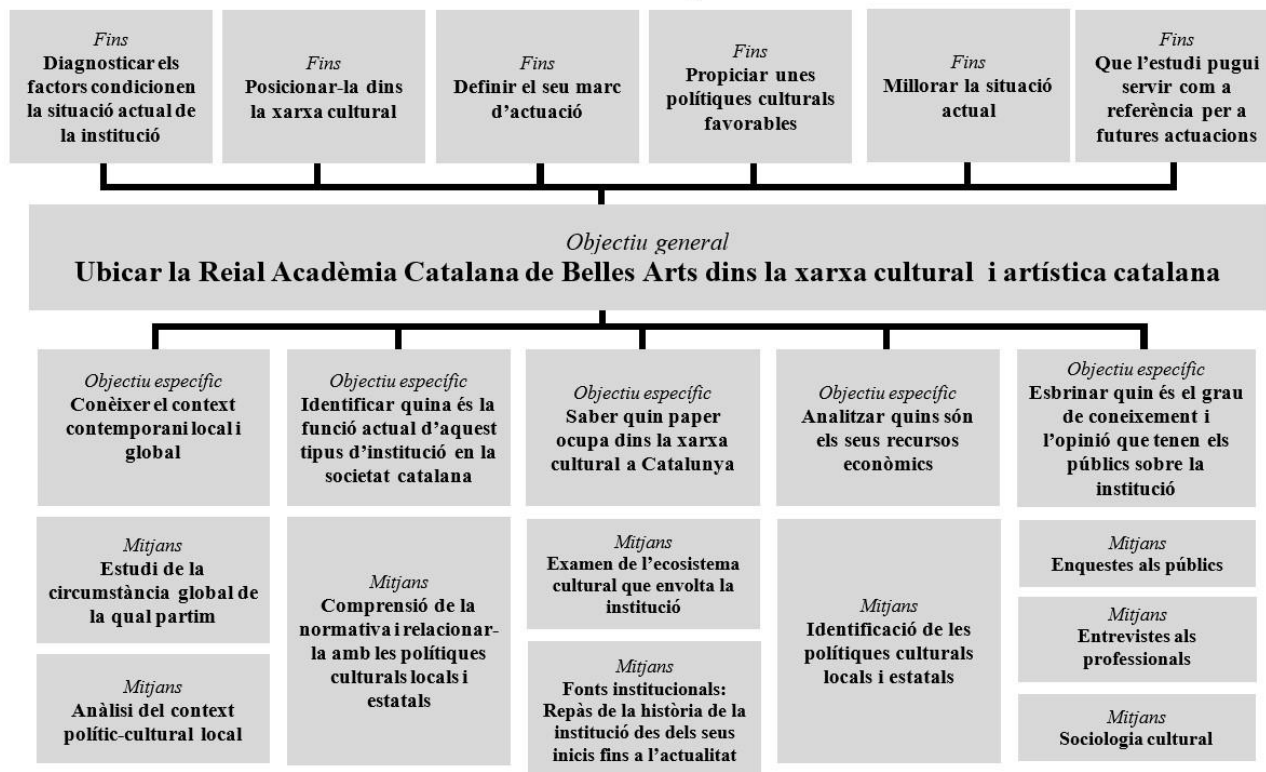 Fins
Diagnosticar els
factors condicionen
la situació actual de
la institució
Fins
Posicionar-la dins
la xarxa cultural
Fins
Definir el seu marc
d’actuació
Fins
Propiciar unes
polítiques culturals
favorables
Fins
Millorar la situació
actual
Fins
Que l’estudi pugui
servir com a
referència per a
futures actuacions
Objectiu general
Ubicar la Reial Acadèmia Catalana de Belles Arts dins la xarxa cultural i artística catalana
Objectiu específic
Conèixer el context
contemporani local i
global
Objectiu específic
Identificar quina és la
funció actual d’aquest
tipus d’institució en la
societat catalana
Objectiu específic
Saber quin paper
ocupa dins la xarxa
cultural a Catalunya
Objectiu específic
Analitzar quins són
els seus recursos
econòmics
Objectiu específic
Esbrinar quin és el grau
de coneixement i
l’opinió que tenen els
públics sobre la
institució
Mitjans
Estudi de la
circumstància global de
la qual partim
Mitjans
Anàlisi del context
polític-cultural local
Mitjans
Comprensió de la
normativa i relacionar-
la amb les polítiques
culturals locals i
estatals
Mitjans
Examen de l’ecosistema
cultural que envolta la
institució
Mitjans
Fonts institucionals:
Repàs de la història de la
institució des dels seus
inicis fins a l’actualitat
Mitjans
Identificació de les
polítiques culturals
locals i estatals
Mitjans
Enquestes als públics
Mitjans
Entrevistes als
professionals
Mitjans
Sociologia cultural